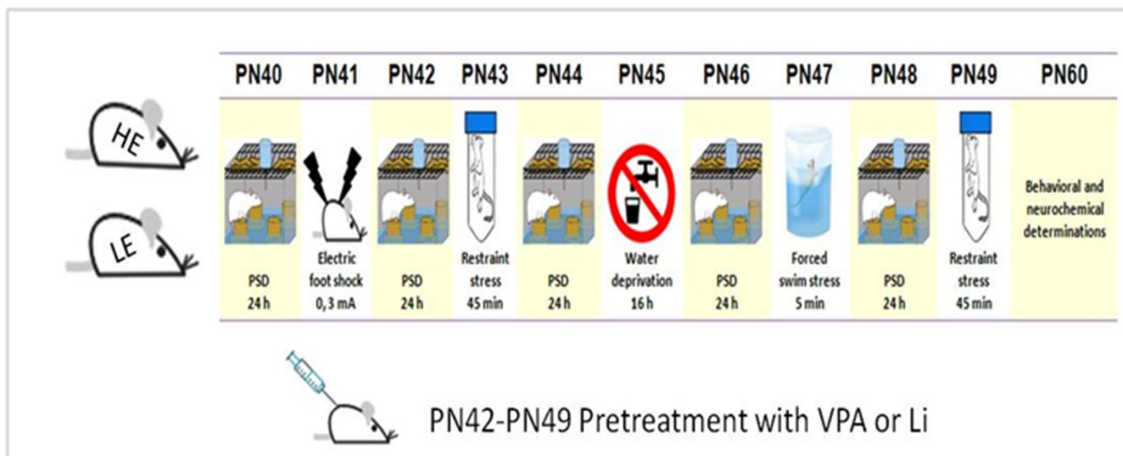 PN40 PN41 PN42 PN43 PN44 PN45 PN46 PN47 PN48 PN49 PN60
HE
LE
PSD
24 h
Electric
foot shock
0, 3 mA
PSD
24 h
Restraint
stress
45 min
PSD
24 h
Water
deprivation
16 h
PSD
24 h
Forced
swim stress
5 min
PSD
24 h
Restraint
stress
45 min
Behavioral and
neurochemical
determinations
PN42-PN49 Pretreatment with VPA or Li